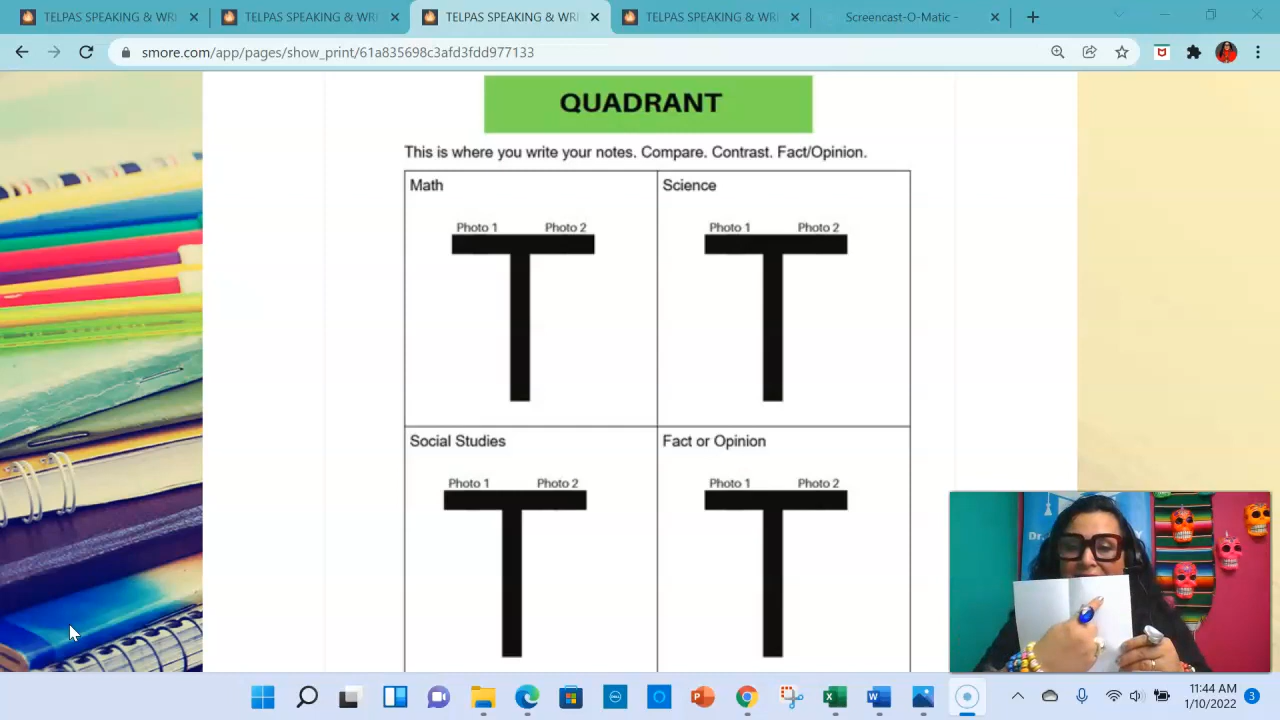 TELPAS SPEAKING & WRI
TELPAS SPEAKING & WRI
TELPAS SPEAKING & WRI
TELPAS SPEAKING & WRI
Screencast-O-Matic -
smore.com/app/pages/show_print/61a835698c3afd3fdd977133
QUADRANT
This is where you write your notes. Compare. Contrast. Fact/Opinion.
Math
Photo 1 Photo 2
T
Science
Photo 1 Photo 2
T
Social Studies
Photo 1 Photo 2
T
Fact or Opinion
Photo 1 Photo 2
T
Dr.
11:44 AM
1/10/2022
3